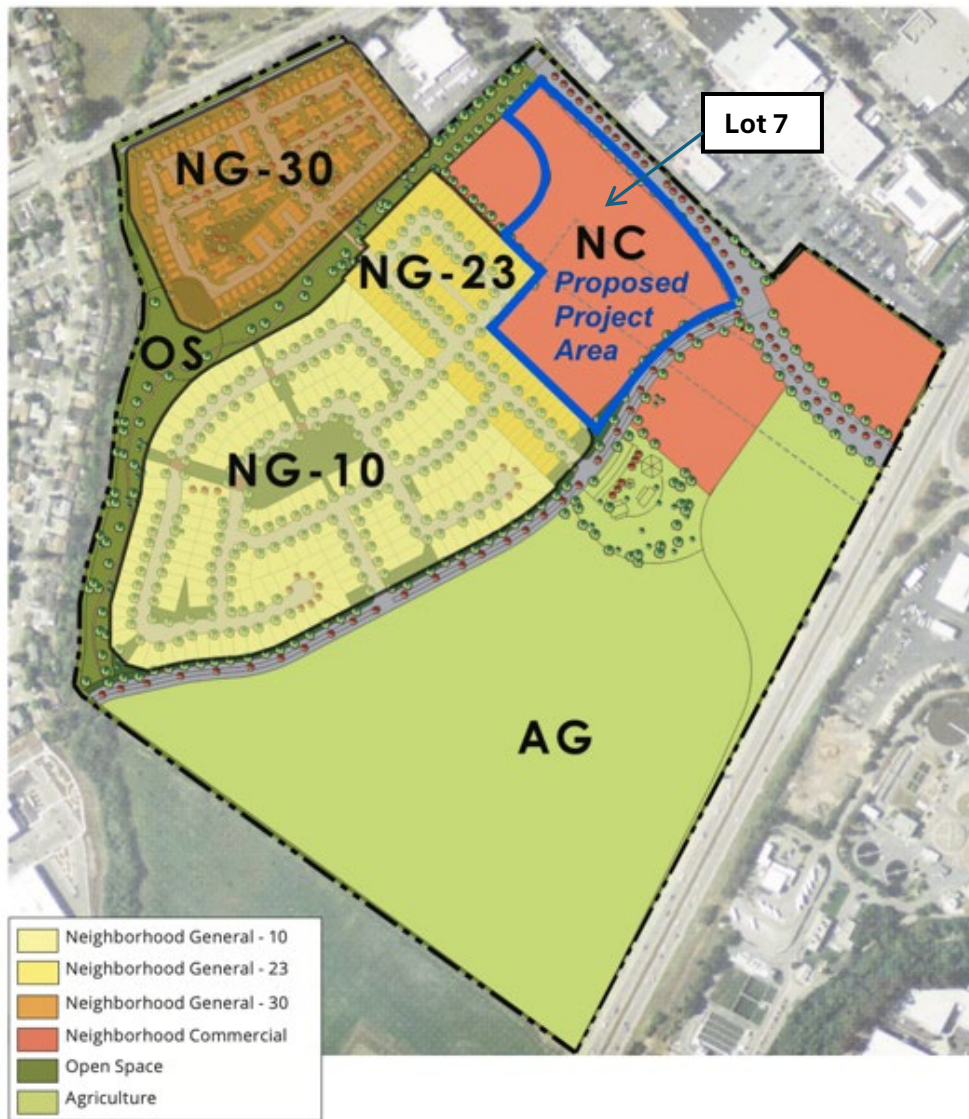 Lot 7
NG-30
NC
NG-23
Proposed
Project
Area
OS
NG-10
AG
Neighborhood General - 10
Neighborhood General - 23
Neighborhood General - 30
Neighborhood Commercial
Open Space
Agriculture